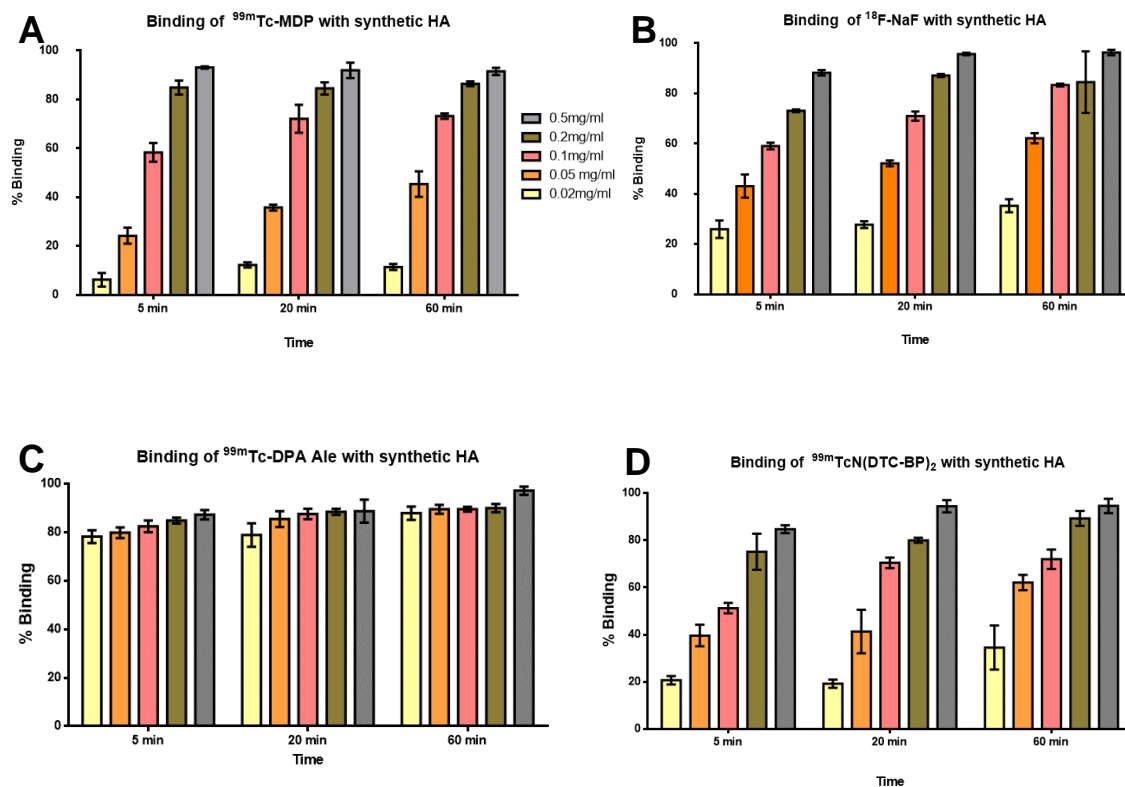 A
Binding of ⁹⁹ᵐTc-MDP with synthetic HA
100
80
60
40
20
0
% Binding
5 min
20 min
60 min
Time
0.5mg/ml
0.2mg/ml
0.1mg/ml
0.05 mg/ml
0.02mg/ml
B
Binding of ¹⁸F-NaF with synthetic HA
100
80
60
40
20
0
% Binding
5 min
20 min
60 min
Time
C
Binding of ⁹⁹ᵐTc-DPA Ale with synthetic HA
100
80
60
40
20
0
% Binding
5 min
20 min
60 min
Time
D
Binding of ⁹⁹ᵐTcN(DTC-BP)₂ with synthetic HA
100
80
60
40
20
0
% Binding
5 min
20 min
60 min
Time